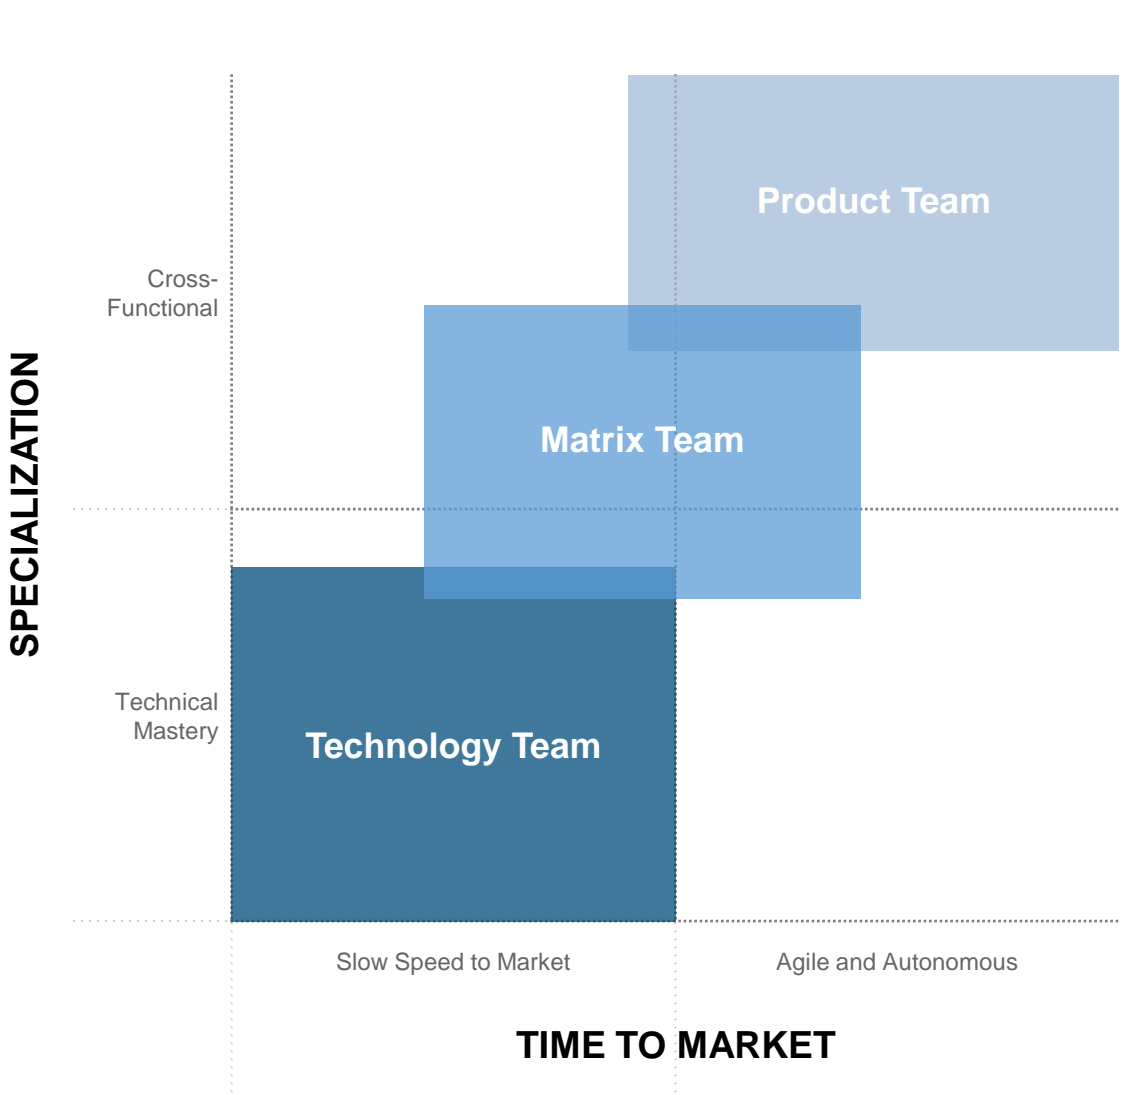 Product Team
Cross-
Functional
Matrix Team
SPECIALIZATION
Technical
Mastery
Technology Team
Slow Speed to Market
Agile and Autonomous
TIME TO MARKET